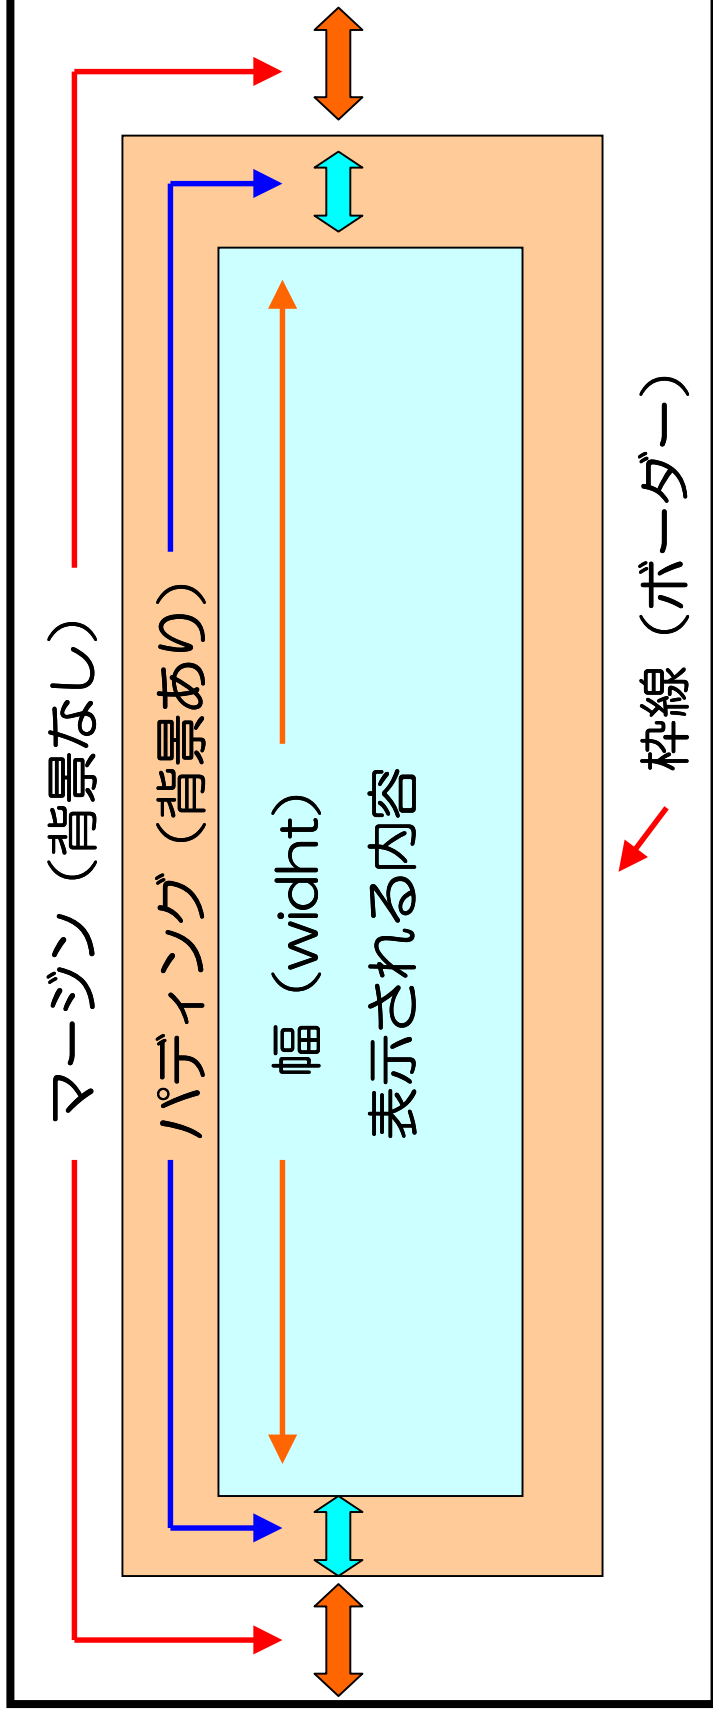 マージン（背景なし）
パディング（背景あり）
幅（widht）
表示される内容
枠線（ボーダー）